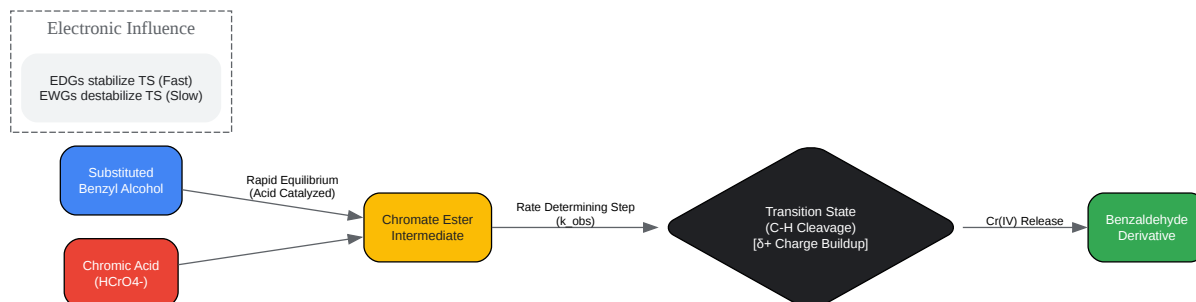 Electronic Influence
EDGs stabilize TS (Fast)
EWGs destabilize TS (Slow)
Substituted
Benzyl Alcohol
Rapid Equilibrium
(Acid Catalyzed)
Chromic Acid
(HCrO4-)
Chromate Ester
Intermediate
Rate Determining Step
(k_obs)
Transition State
(C-H Cleavage)
[δ+ Charge Buildup]
Cr(IV) Release
Benzaldehyde
Derivative